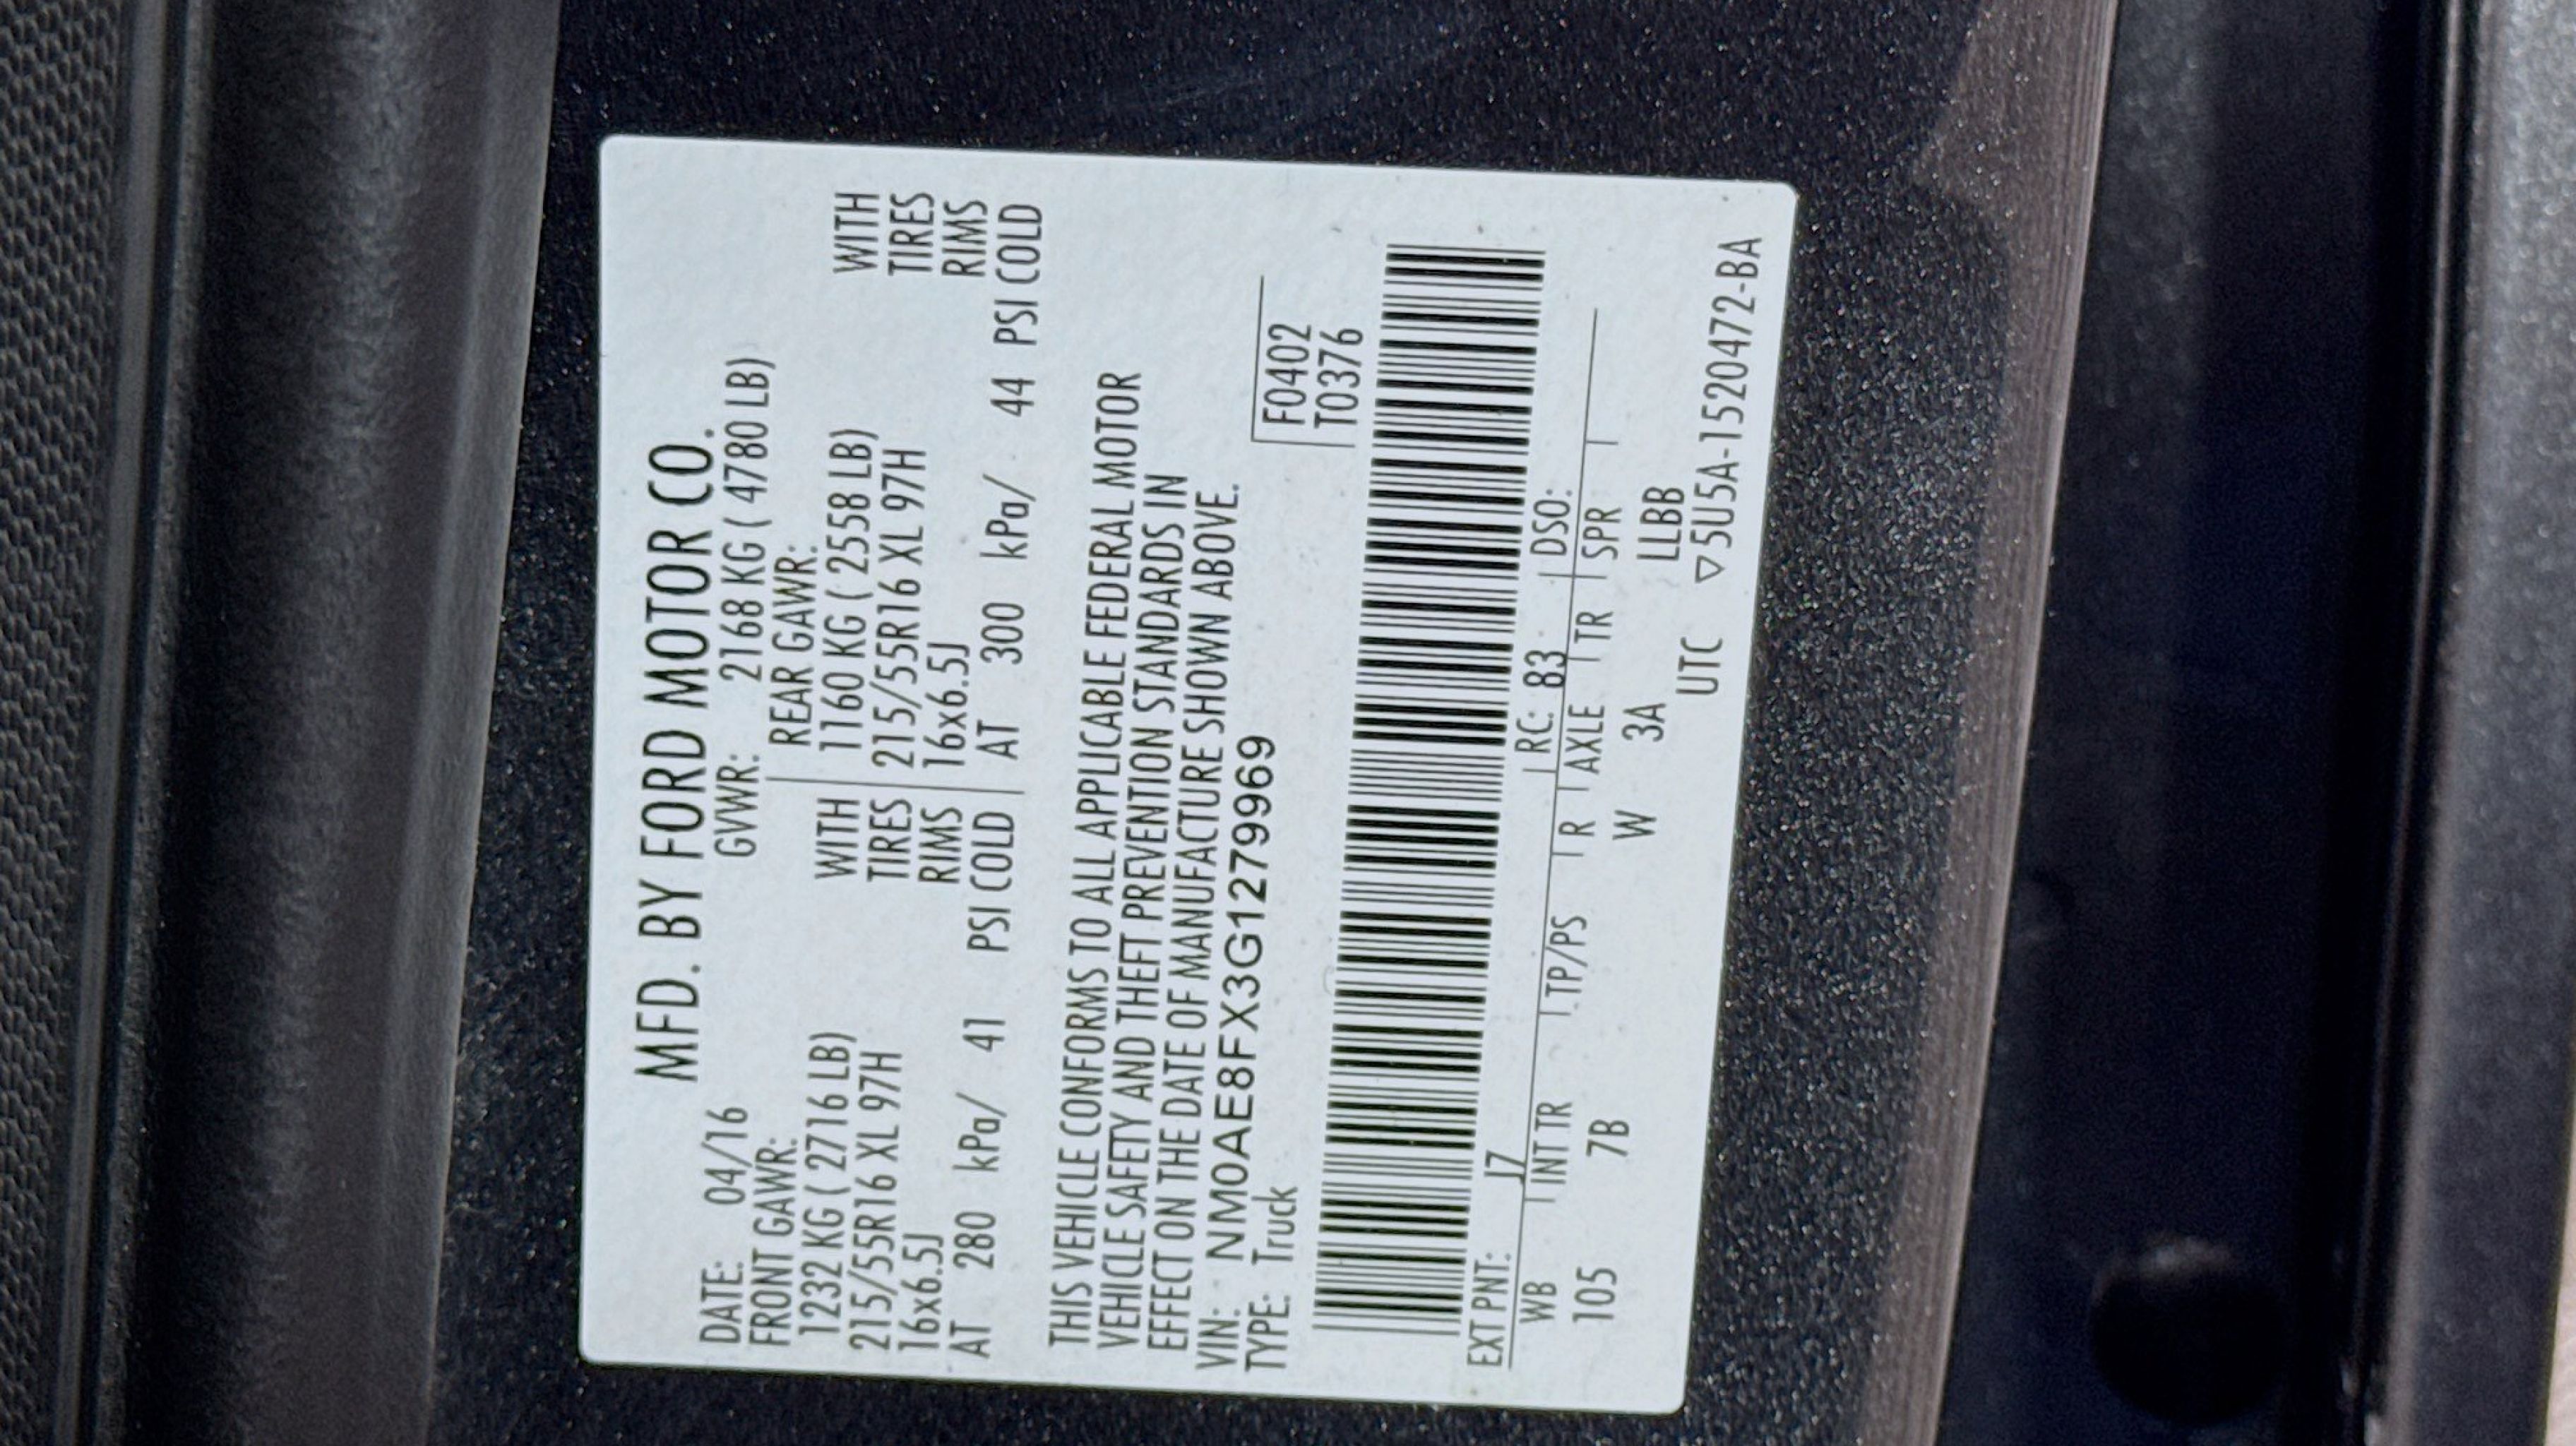 MFD. BY FORD MOTOR CO.
DATE: 04/16 GVWR: 2168 KG ( 4780 LB)
FRONT GAWR: REAR GAWR:
1232 KG ( 2716 LB) WITH 1160 KG ( 2558 LB) WITH
215/55R16 XL 97H TIRES 215/55R16 XL 97H TIRES
16x6.5J RIMS 16x6.5J RIMS
AT 280 kPa/ 41 PSI COLD AT 300 kPa/ 44 PSI COLD
THIS VEHICLE CONFORMS TO ALL APPLICABLE FEDERAL MOTOR
VEHICLE SAFETY AND THEFT PREVENTION STANDARDS IN
EFFECT ON THE DATE OF MANUFACTURE SHOWN ABOVE.
VIN: NM0AE8FX3G1279969 F0402
TYPE: Truck T0376
EXT PNT: J7 RC: 83 DSO:
WB INT TR TP/PS R AXLE TR SPR
105 7B W 3A LLBB
UTC ▽5U5A-1520472-BA